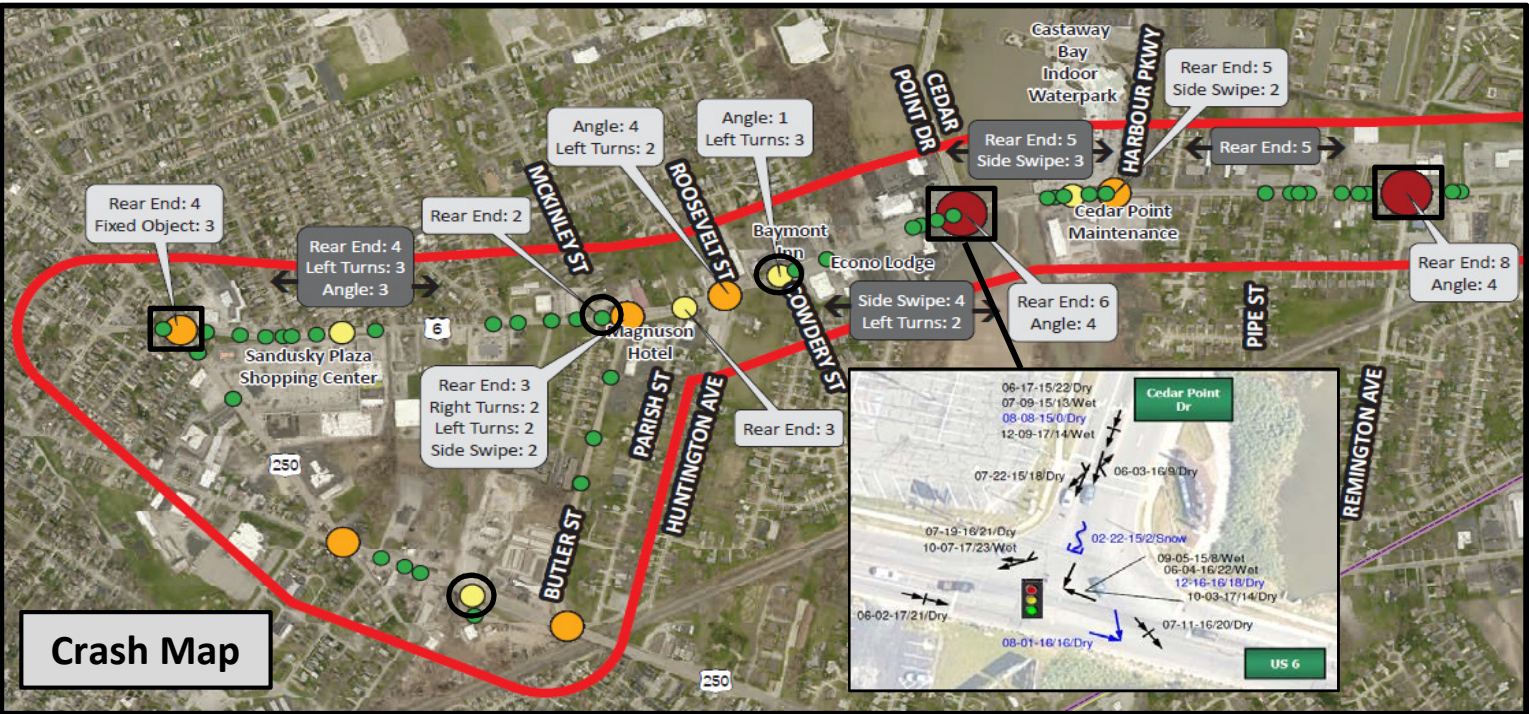 Castaway
Bay
Indoor
Waterpark
HARBOUR PKWY
Rear End: 5
Side Swipe: 2
CEDAR
POINT DR
Angle: 4
Left Turns: 2
Angle: 1
Left Turns: 3
Rear End: 5
Side Swipe: 3
Rear End: 5
Rear End: 4
Fixed Object: 3
Rear End: 2
MCKINLEY ST
ROOSEVELT ST
Baymont
Inn
Cedar Point
Maintenance
Rear End: 4
Left Turns: 3
Angle: 3
Econo Lodge
Rear End: 8
Angle: 4
6
Magnuson
Hotel
COWDERY ST
Side Swipe: 4
Left Turns: 2
Rear End: 6
Angle: 4
PIPE ST
Sandusky Plaza
Shopping Center
Rear End: 3
Right Turns: 2
Left Turns: 2
Side Swipe: 2
PARISH ST
HUNTINGTON AVE
Rear End: 3
REMINGTON AVE
250
BUTLER ST
250
Crash Map
06-17-15/22/Dry
07-09-15/13/Wet
08-08-15/0/Dry
12-09-17/14/Wet
Cedar Point
Dr
07-22-15/18/Dry
06-03-16/9/Dry
07-19-16/21/Dry
10-07-17/23/Wet
02-22-15/2/Snow
09-05-15/8/Wet
06-04-16/22/Wet
12-16-16/18/Dry
10-03-17/14/Dry
06-02-17/21/Dry
07-11-16/20/Dry
08-01-16/16/Dry
US 6